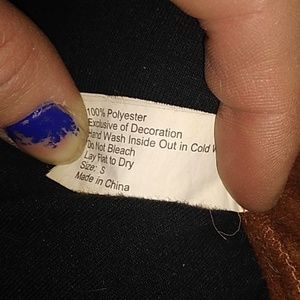 100% Polyester
Exclusive of Decoration
Hand Wash Inside Out in Cold W
Do Not Bleach
Lay Flat to Dry
Size: S
Made in China